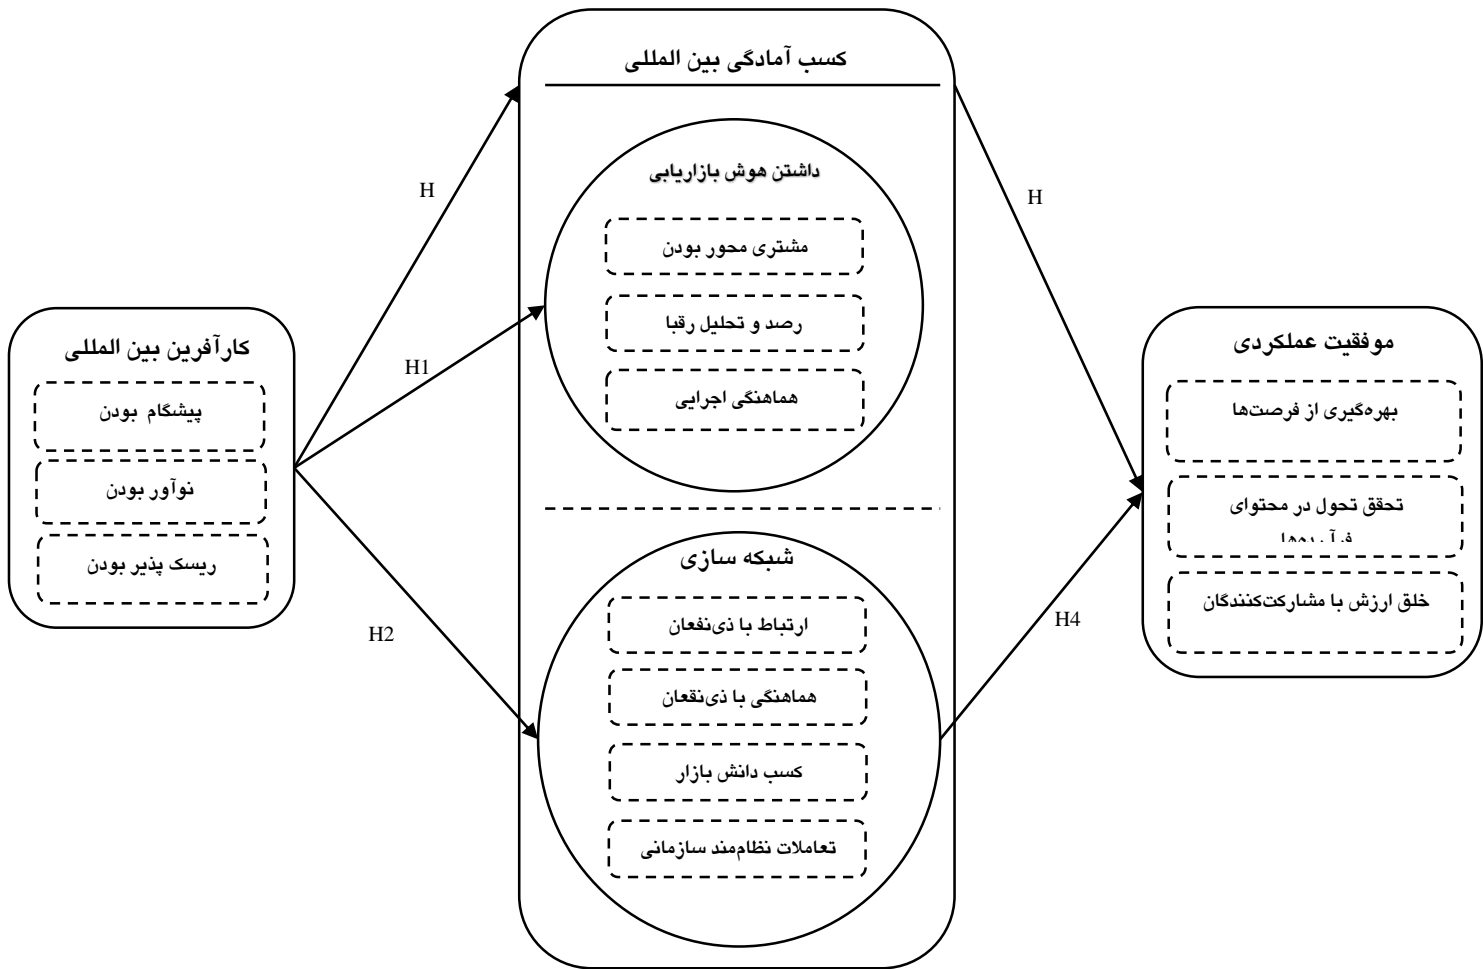 کسب آمادگی بین المللی
داشتن هوش بازاریابی
مشتری محور بودن
رصد و تحلیل رقبا
هماهنگی اجرایی
شبکه سازی
ارتباط با ذی‌نفعان
هماهنگی با ذی‌نقعان
کسب دانش بازار
تعاملات نظام‌مند سازمانی
کارآفرین بین المللی
پیشگام بودن
نوآور بودن
ریسک پذیر بودن
موفقیت عملکردی
بهره‌گیری از فرصت‌ها
تحقق تحول در محتوای
خلق ارزش با مشارکت‌کنندگان
H
H1
H2
H
H4